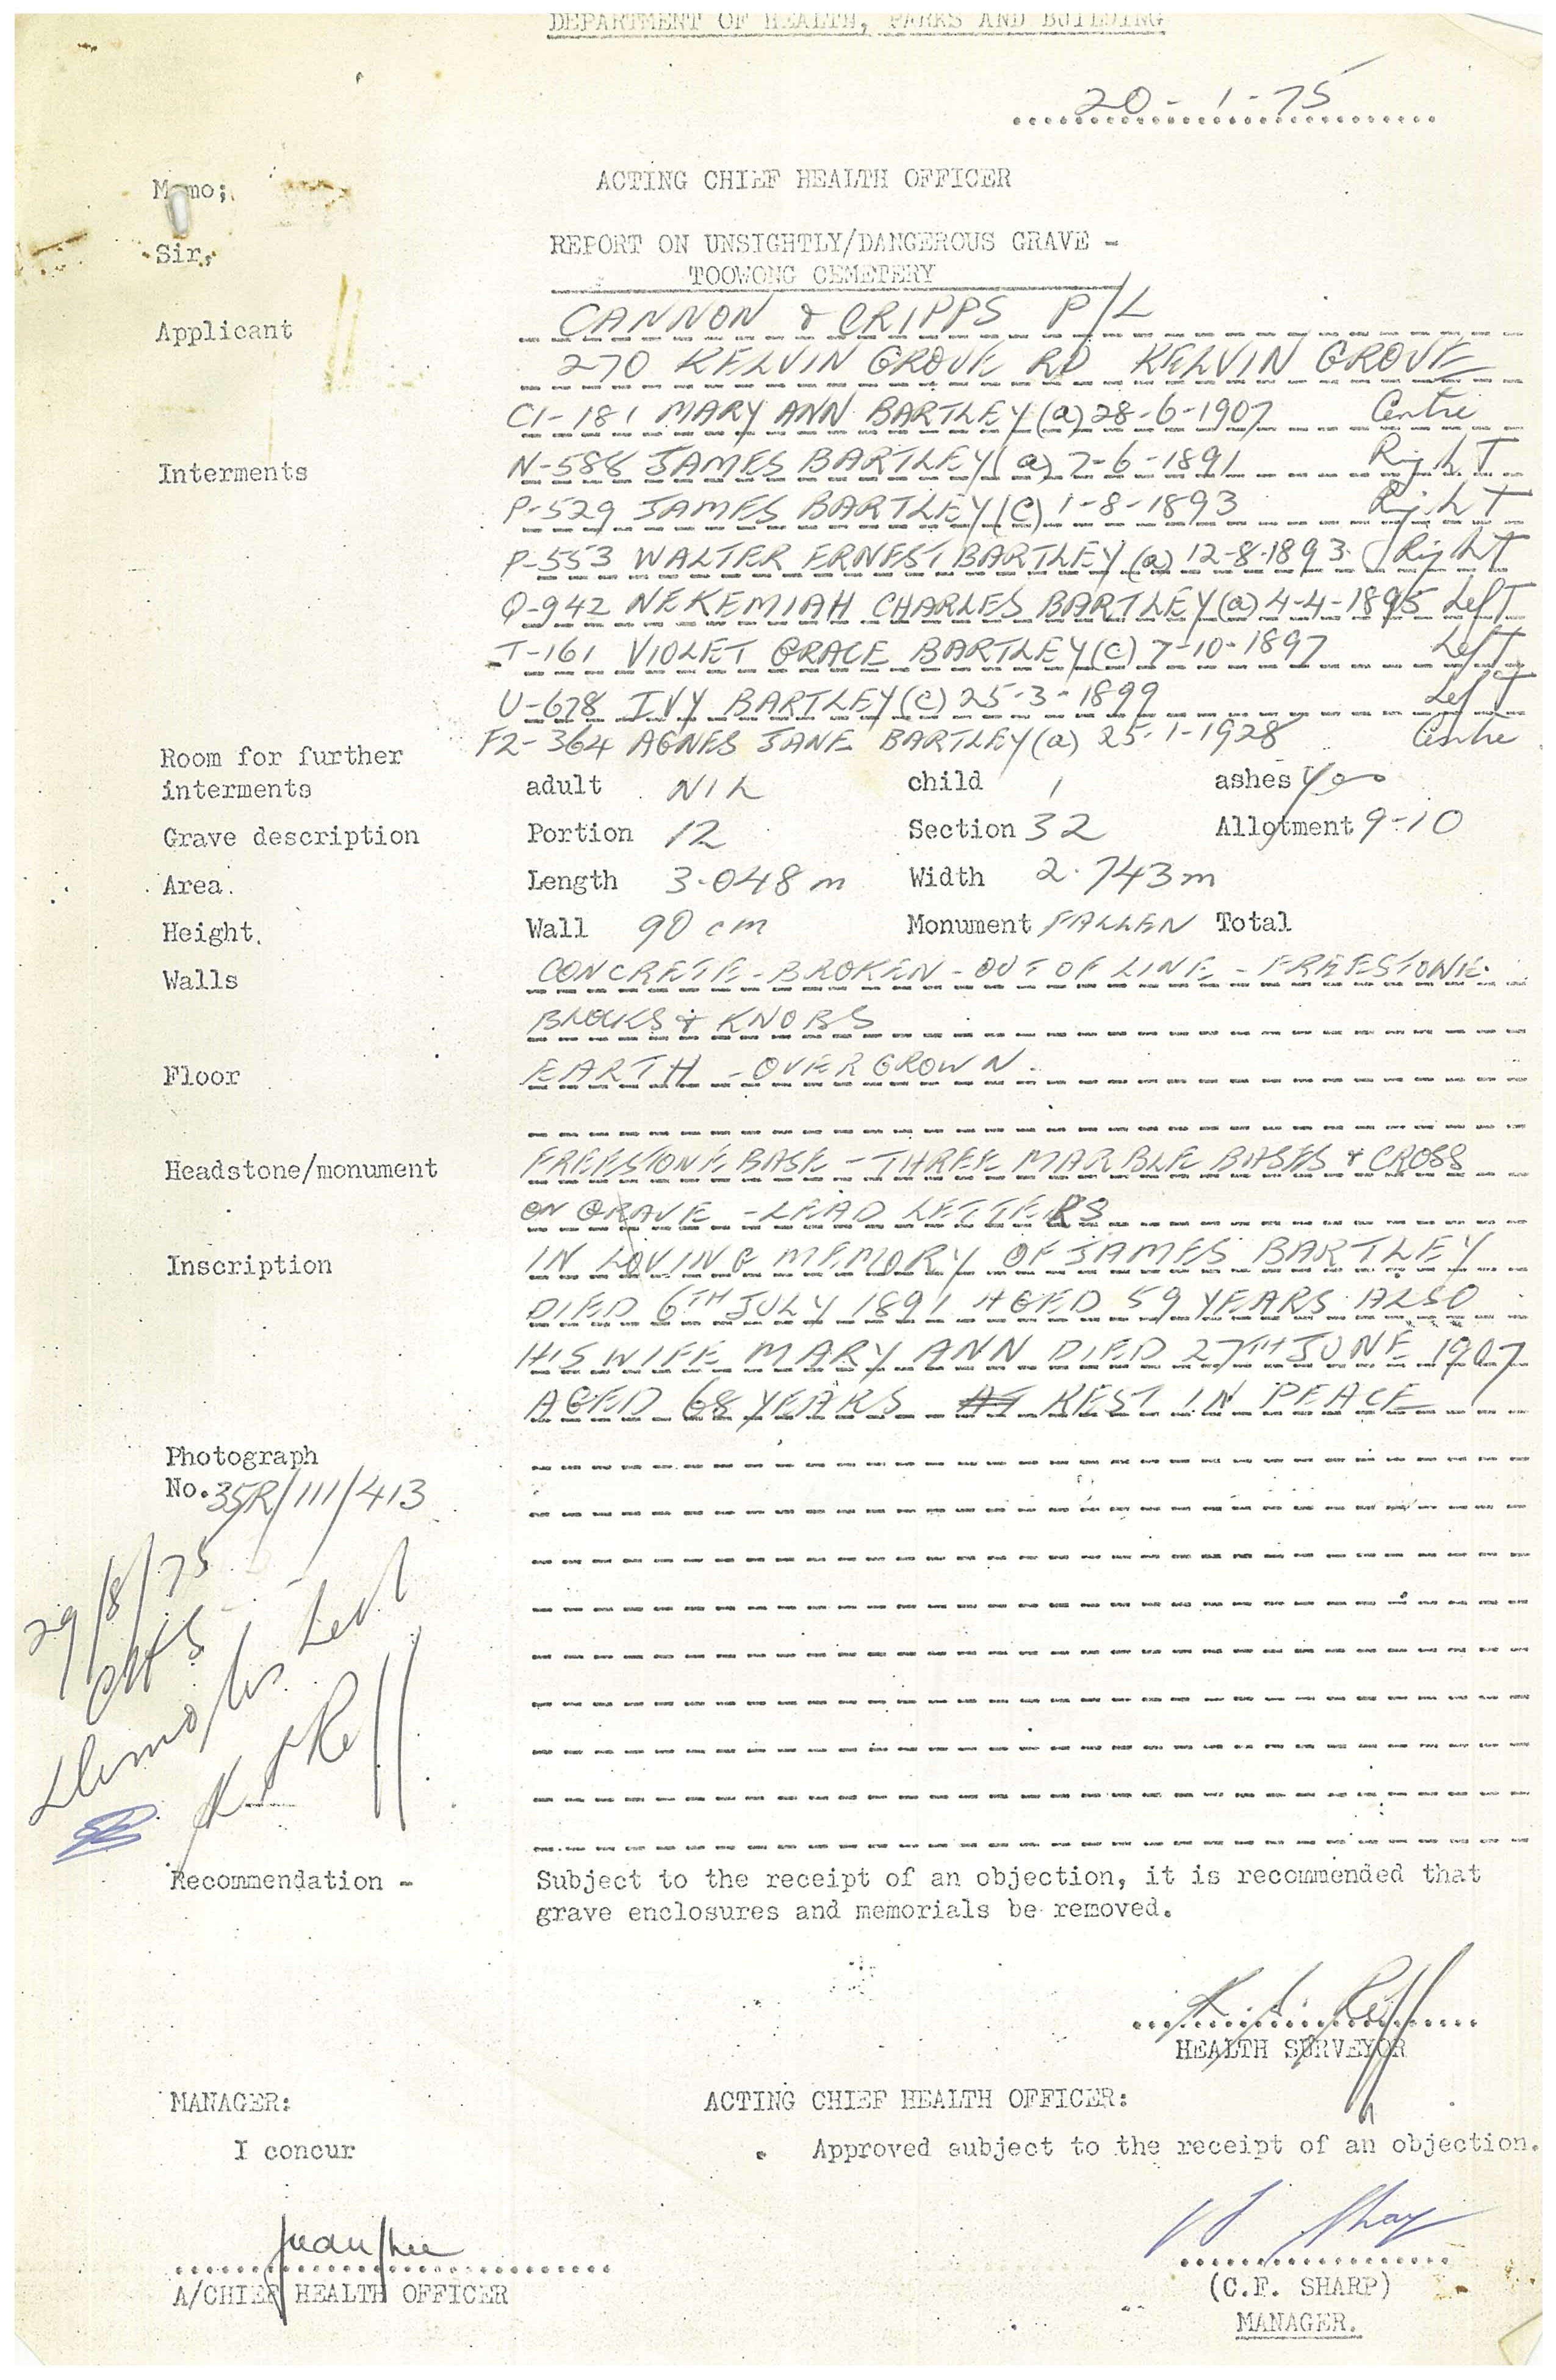 DEPARTMENT OF HEALTH, PARKS AND BUILDING
20-1-75
Memo; ACTING CHIEF HEALTH OFFICER
Sir,
REPORT ON UNSIGHTLY/DANGEROUS GRAVE -
TOOWONG CEMETERY
Applicant CANNON & CRIPPS P/L
270 KELVIN GROVE RD KELVIN GROVE
C1-181 MARY ANN BARTLEY (a) 28-6-1907 Centre
Interments N-588 JAMES BARTLEY (a) 7-6-1891 Right
P-529 JAMES BARTLEY (C) 1-8-1893 Right
P-553 WALTER ERNEST BARTLEY (a) 12-8-1893 Right
Q-942 NEKEMIAH CHARLES BARTLEY (a) 4-4-1895 Left
T-161 VIOLET GRACE BARTLEY (C) 7-10-1897 Left
U-678 IVY BARTLEY (C) 25-3-1899 Left
F2-364 AGNES JANE BARTLEY (a) 25-1-1928 Centre
Room for further
interments adult NIL child 1 ashes Yes
Grave description Portion 12 Section 32 Allotment 9-10
Area. Length 3.048 m Width 2.743m
Height. Wall 90 cm Monument FALLEN Total
Walls CONCRETE - BROKEN - OUT OF LINE - FREESTONE
BLOCKS & KNOBS
Floor EARTH - OVERGROWN.
Headstone/monument FREESTONE BASE - THREE MARBLE BASES & CROSS
ON GRAVE - LEAD LETTERS
Inscription IN LOVING MEMORY OF JAMES BARTLEY
DIED 6TH JULY 1891 AGED 59 YEARS ALSO
HIS WIFE MARY ANN DIED 27TH JUNE 1907
AGED 68 YEARS AT REST IN PEACE
Photograph
No. 35R/111/413
29/8/75
Recommendation - Subject to the receipt of an objection, it is recommended that
grave enclosures and memorials be removed.
HEALTH SURVEYOR
MANAGER: ACTING CHIEF HEALTH OFFICER:
I concur Approved subject to the receipt of an objection.
A/CHIEF HEALTH OFFICER
(C.F. SHARP)
MANAGER.